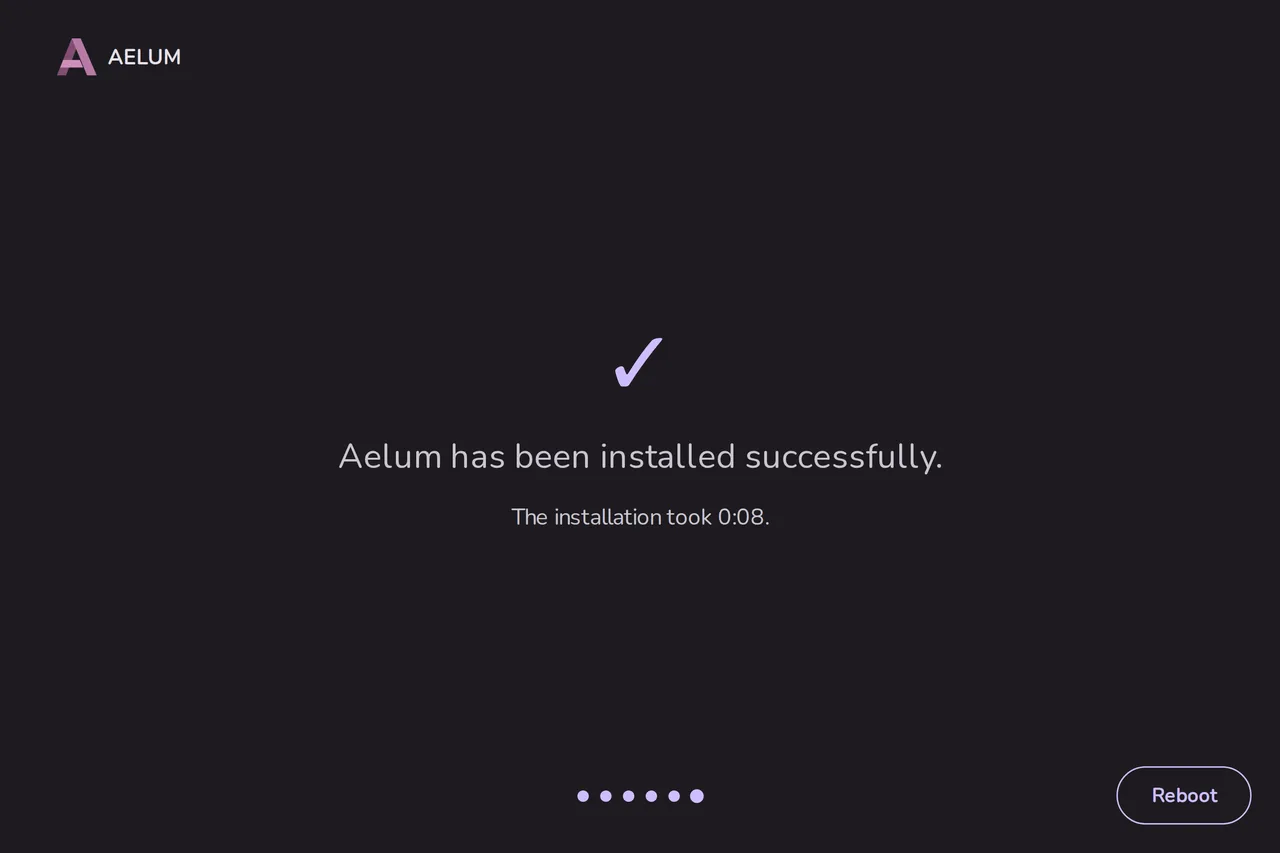 AELUM
Aelum has been installed successfully.
The installation took 0:08.
Reboot